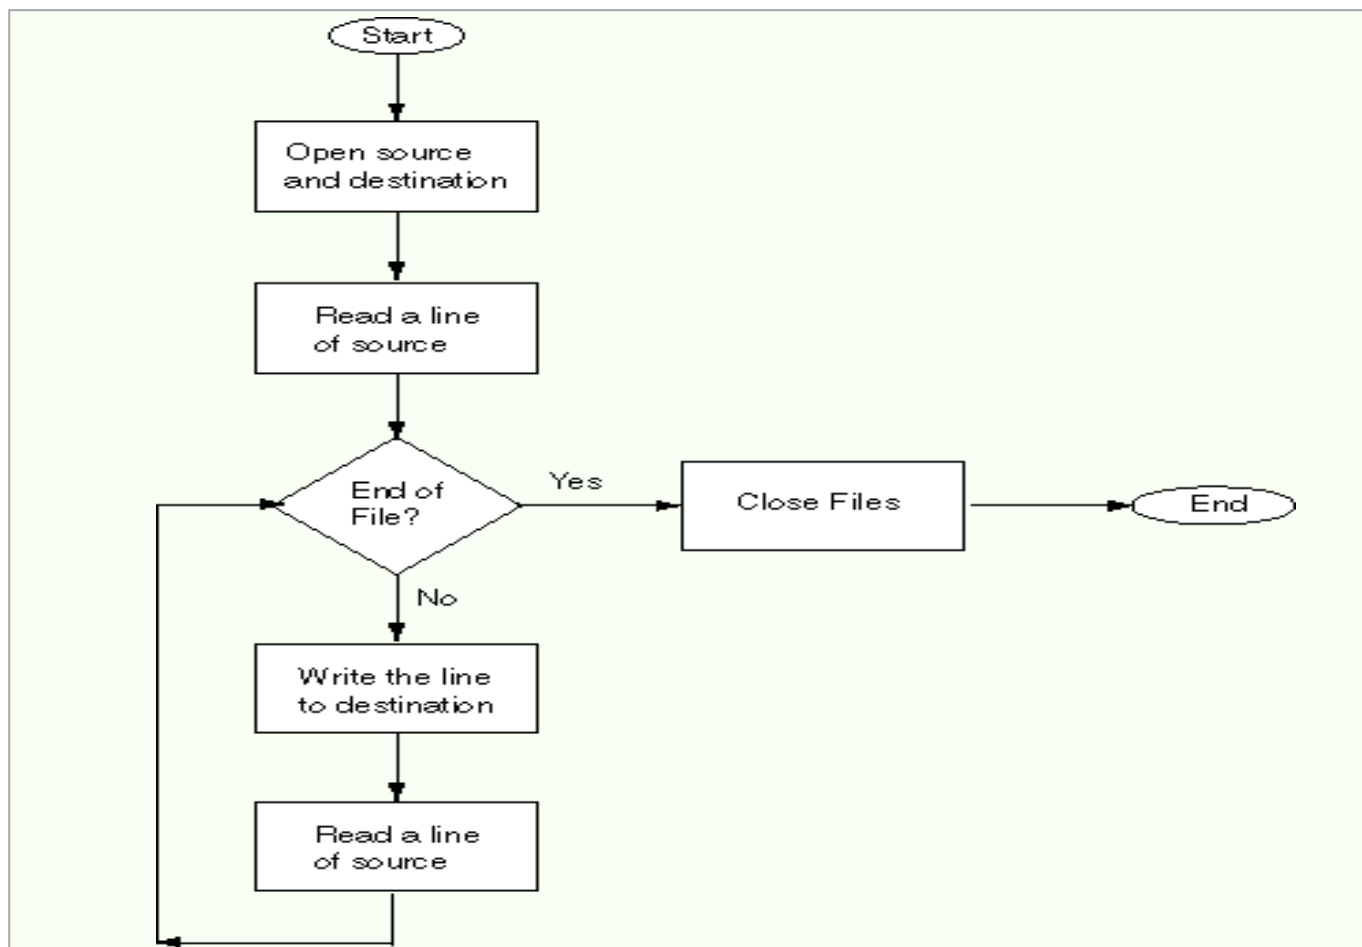 Start
Open source
and destination
Read a line
of source
End of
File?
Yes
Close Files
End
No
Write the line
to destination
Read a line
of source